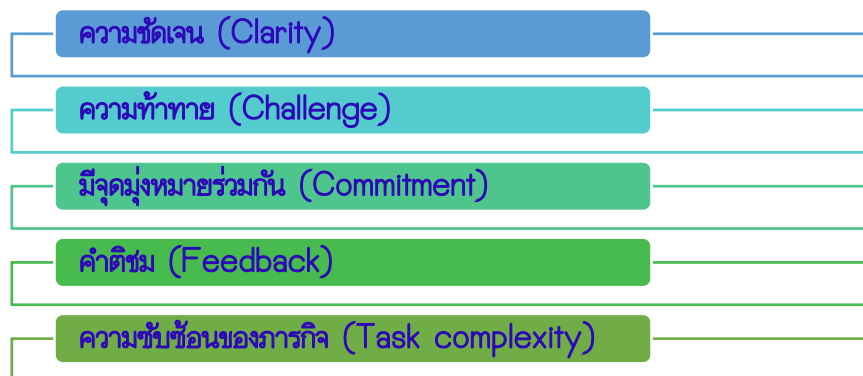 ความชัดเจน (Clarity)
ความท้าทาย (Challenge)
มีจุดมุ่งหมายร่วมกัน (Commitment)
คำติชม (Feedback)
ความซับซ้อนของภารกิจ (Task complexity)